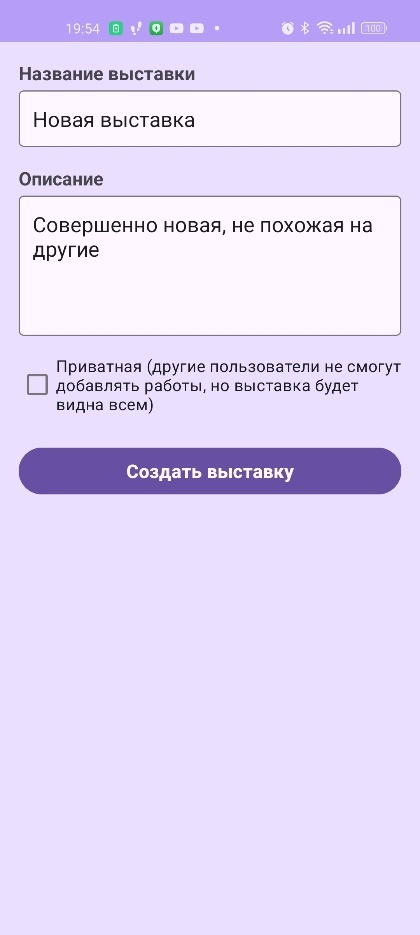 19:54
100
Название выставки
Новая выставка
Описание
Совершенно новая, не похожая на
другие
Приватная (другие пользователи не смогут
добавлять работы, но выставка будет
видна всем)
Создать выставку